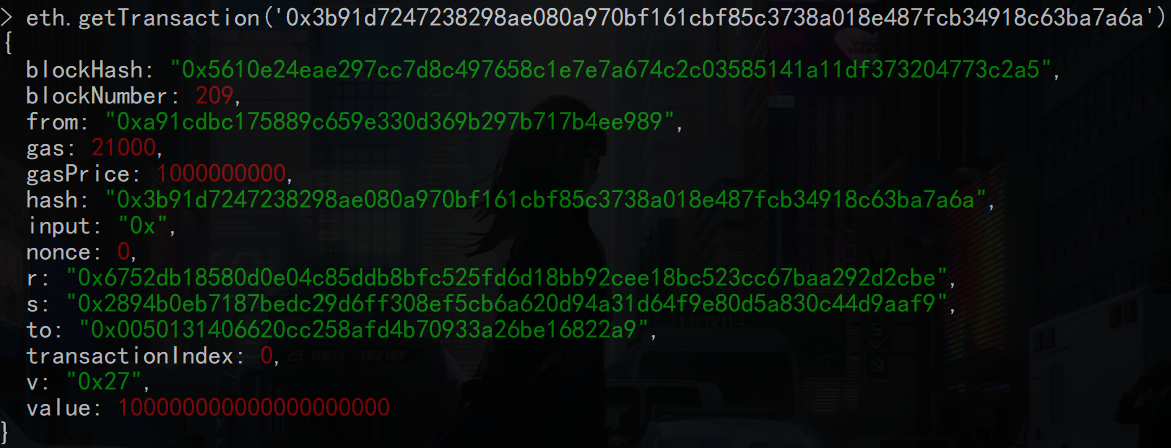 > eth.getTransaction('0x3b91d7247238298ae080a970bf161cbf85c3738a018e487fcb34918c63ba7a6a')
{
  blockHash: "0x5610e24eae297cc7d8c497658c1e7e7a674c2c03585141a11df373204773c2a5",
  blockNumber: 209,
  from: "0xa91cdbc175889c659e330d369b297b717b4ee989",
  gas: 21000,
  gasPrice: 1000000000,
  hash: "0x3b91d7247238298ae080a970bf161cbf85c3738a018e487fcb34918c63ba7a6a",
  input: "0x",
  nonce: 0,
  r: "0x6752db18580d0e04c85ddb8bfc525fd6d18bb92cee18bc523cc67baa292d2cbe",
  s: "0x2894b0eb7187bedc29d6ff308ef5cb6a620d94a31d64f9e80d5a830c44d9aaf9",
  to: "0x0050131406620cc258afd4b70933a26be16822a9",
  transactionIndex: 0,
  v: "0x27",
  value: 100000000000000000000
}